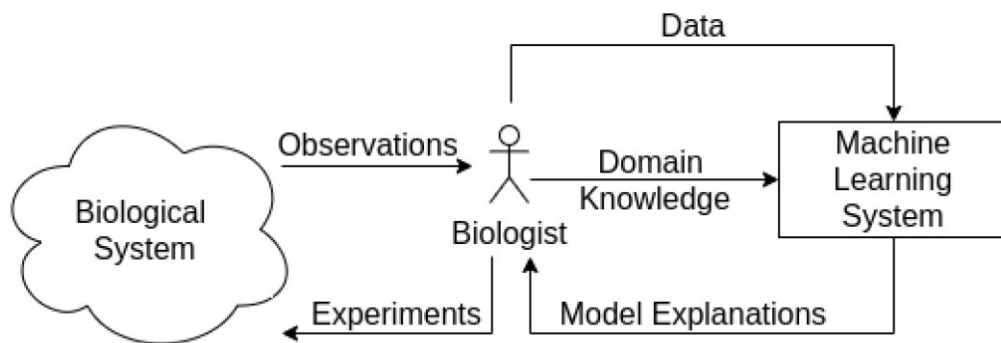 Data
Observations
Biological
System
Biologist
Domain
Knowledge
Machine
Learning
System
Experiments
Model Explanations